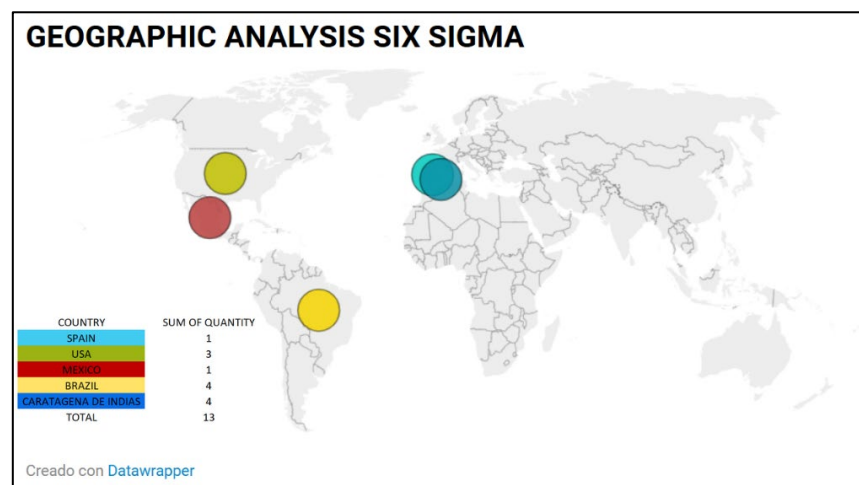 GEOGRAPHIC ANALYSIS SIX SIGMA
COUNTRY SUM OF QUANTITY
SPAIN 1
USA 3
MEXICO 1
BRAZIL 4
CARATAGENA DE INDIAS 4
TOTAL 13
Creado con Datawrapper